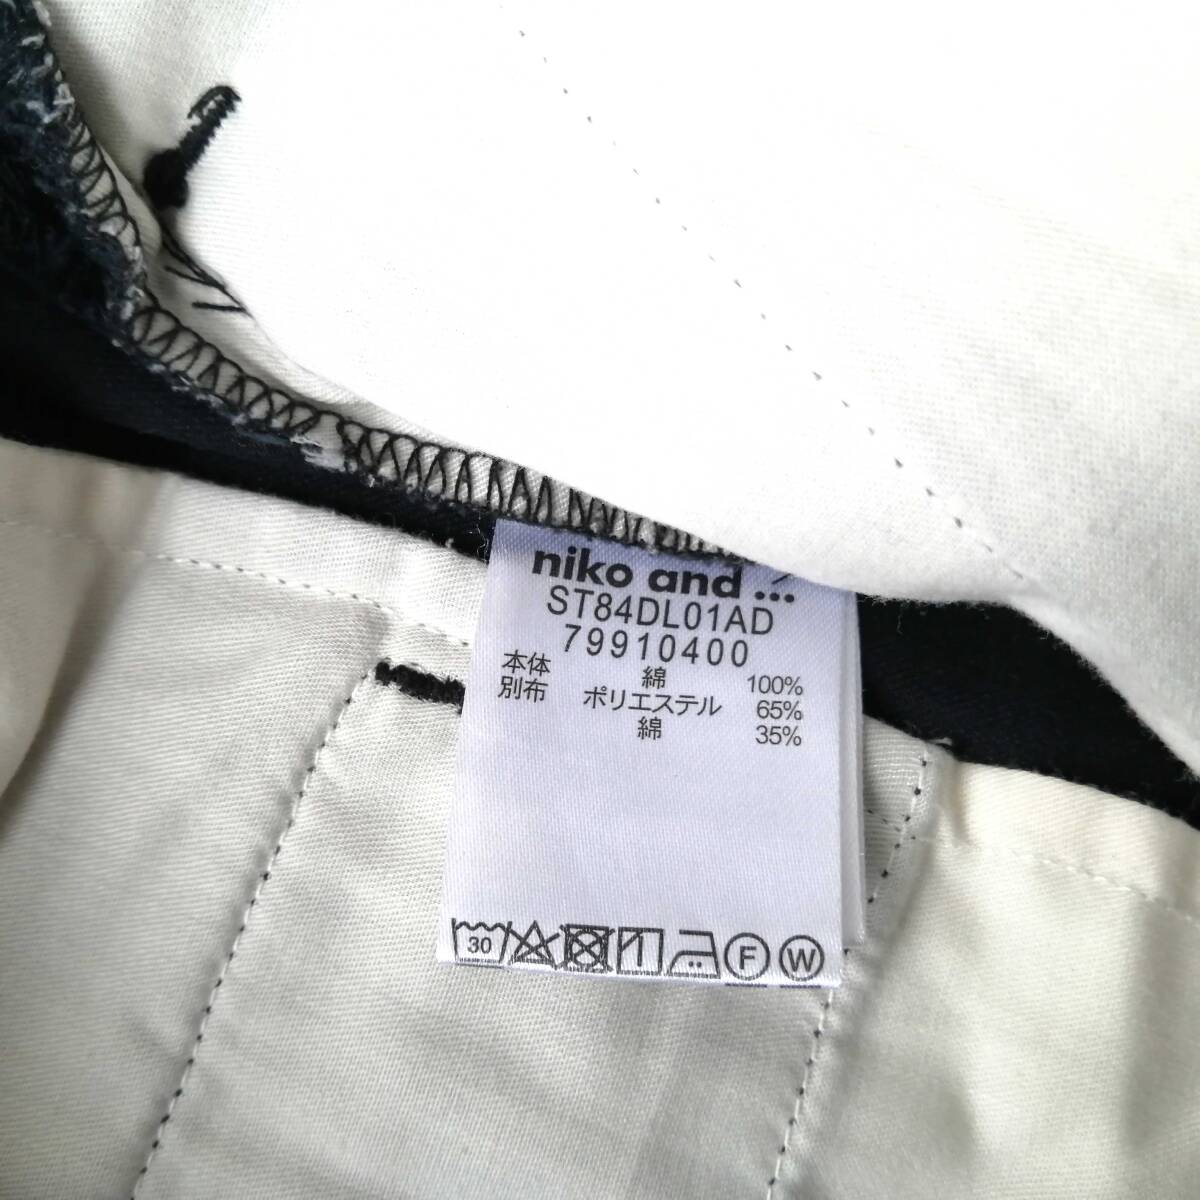 niko and ...
ST84DL01AD
79910400
本体 綿 100%
別布 ポリエステル 65%
綿 35%
30 F W